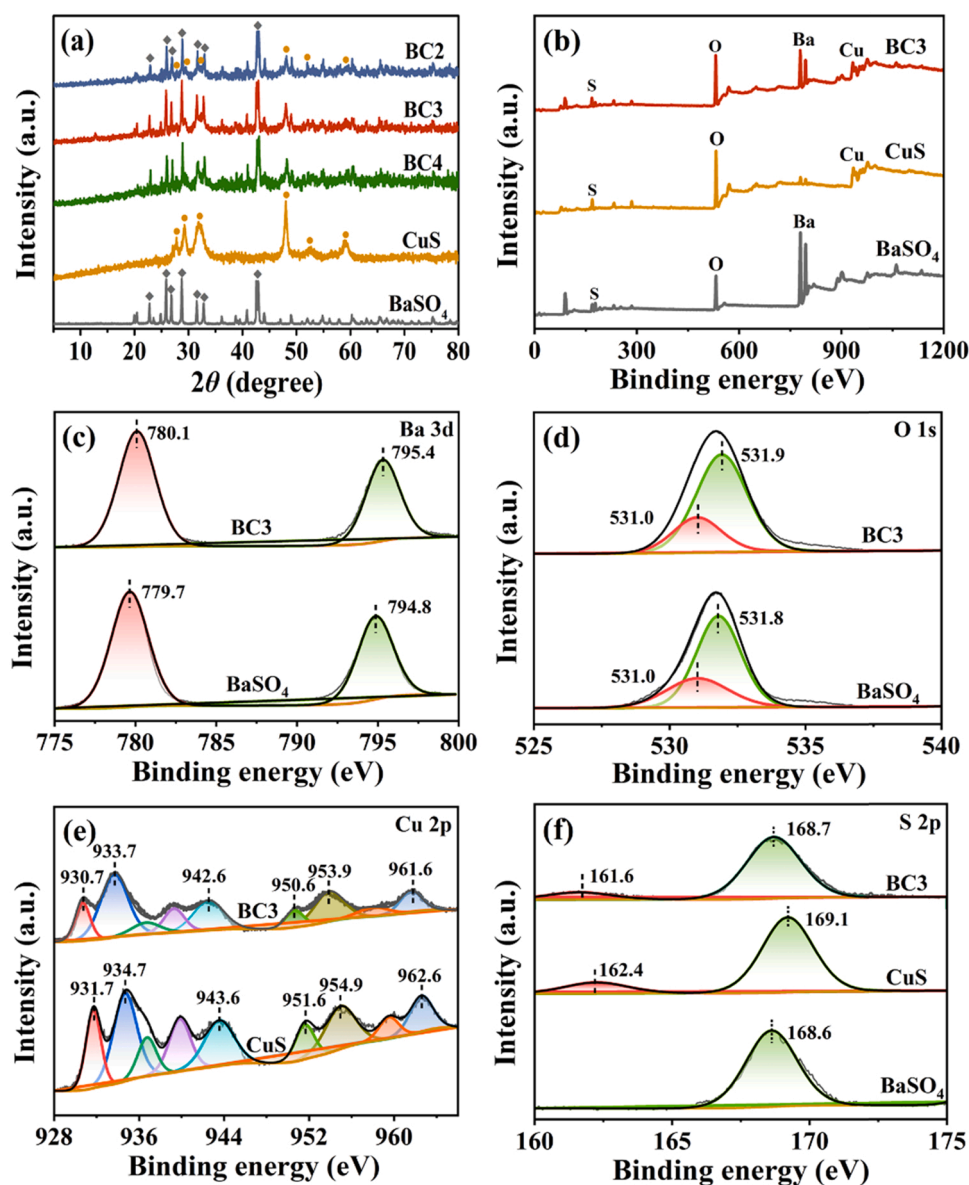 (a)
BC2
BC3
BC4
CuS
BaSO₄
Intensity (a.u.)
10 20 30 40 50 60 70 80
2θ (degree)
(b)
BC3
O
Ba
Cu
S
CuS
O
Cu
S
BaSO₄
Ba
O
S
Intensity (a.u.)
0 300 600 900 1200
Binding energy (eV)
(c)
Ba 3d
780.1
795.4
BC3
779.7
794.8
BaSO₄
Intensity (a.u.)
775 780 785 790 795 800
Binding energy (eV)
(d)
O 1s
531.9
531.0
BC3
531.8
531.0
BaSO₄
Intensity (a.u.)
525 530 535 540
Binding energy (eV)
(e)
Cu 2p
933.7
930.7
942.6
950.6
953.9
961.6
BC3
934.7
931.7
943.6
951.6
954.9
962.6
CuS
Intensity (a.u.)
928 932 936 944 952 960
Binding energy (eV)
(f)
S 2p
168.7
161.6
BC3
169.1
162.4
CuS
168.6
BaSO₄
Intensity (a.u.)
160 165 170 175
Binding energy (eV)